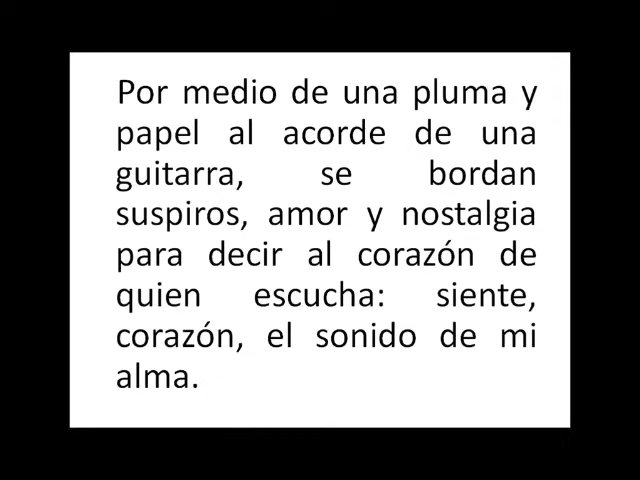 Por medio de una pluma y
papel al acorde de una
guitarra, se bordan
suspiros, amor y nostalgia
para decir al corazón de
quien escucha: siente,
corazón, el sonido de mi
alma.